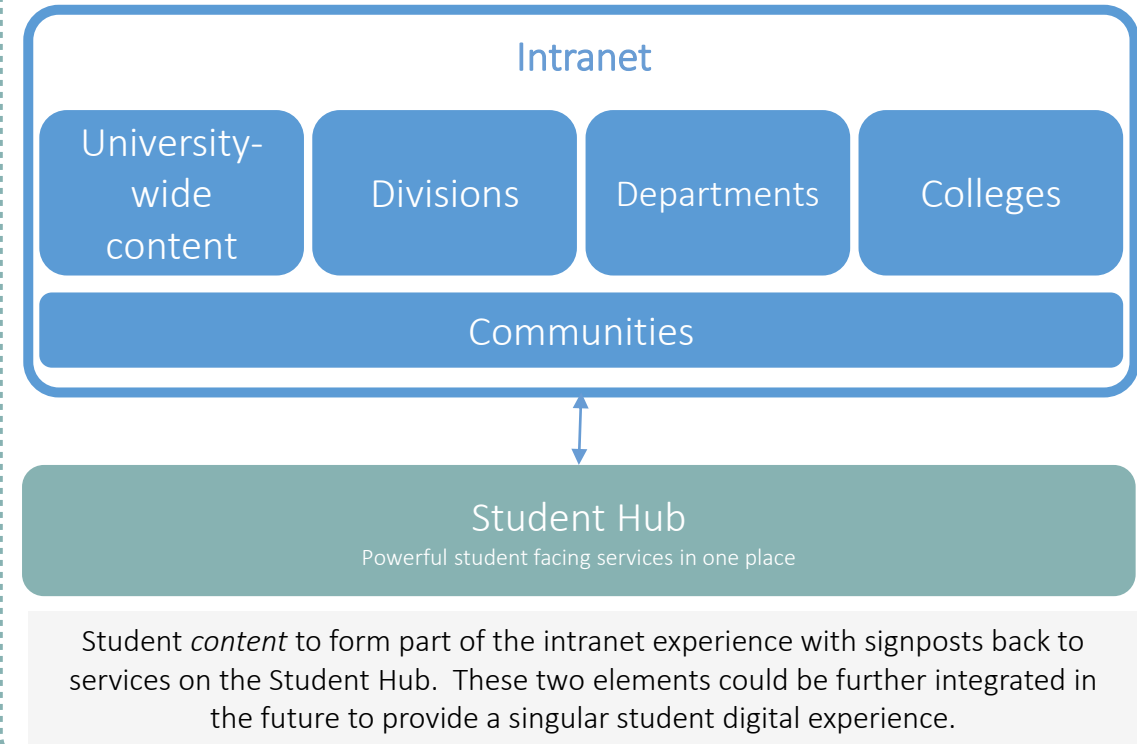 Intranet
University-
wide
content
Divisions
Departments
Colleges
Communities
Student Hub
Powerful student facing services in one place
Student content to form part of the intranet experience with signposts back to
services on the Student Hub.  These two elements could be further integrated in
the future to provide a singular student digital experience.